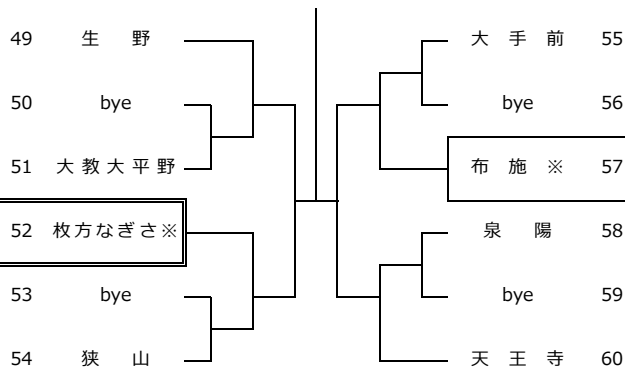 49 生 野
50 bye
51 大教大平野
52 枚方なぎさ※
53 bye
54 狭 山
大 手 前 55
bye 56
布 施 ※ 57
泉 陽 58
bye 59
天 王 寺 60